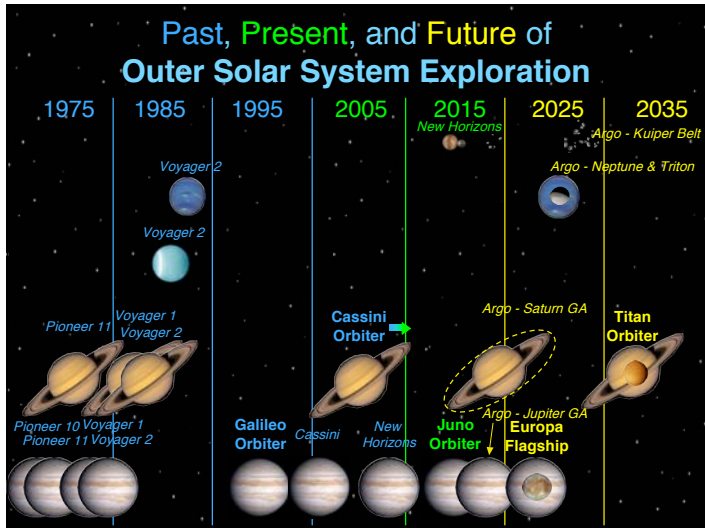 Past, Present, and Future of
Outer Solar System Exploration
1975 1985 1995 2005 2015 2025 2035
New Horizons
Argo - Kuiper Belt
Voyager 2
Argo - Neptune & Triton
Voyager 2
Pioneer 11
Voyager 1
Voyager 2
Cassini
Orbiter
Argo - Saturn GA
Titan
Orbiter
Pioneer 10
Pioneer 11
Voyager 1
Voyager 2
Galileo
Orbiter
Cassini
New
Horizons
Juno
Orbiter
Argo - Jupiter GA
Europa
Flagship